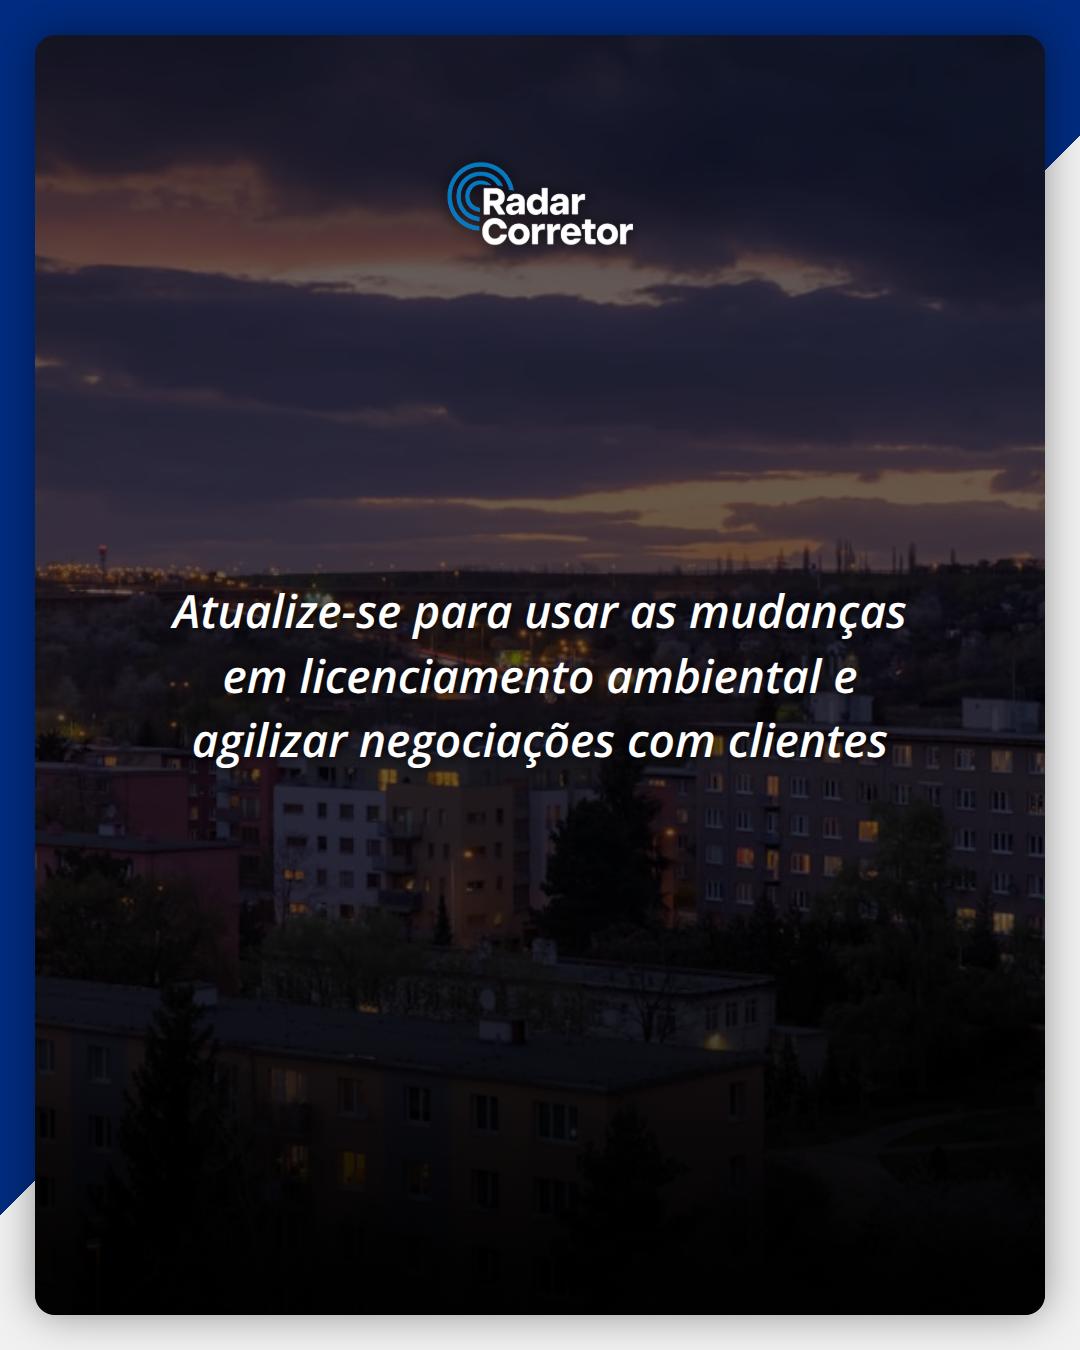 Radar
Corretor
Atualize-se para usar as mudanças
em licenciamento ambiental e
agilizar negociações com clientes